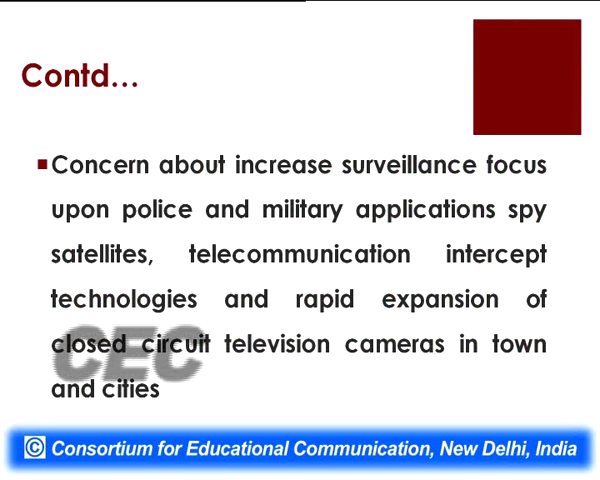 Contd...
Concern about increase surveillance focus
upon police and military applications spy
satellites, telecommunication intercept
technologies and rapid expansion of
closed circuit television cameras in town
and cities
CEC
© Consortium for Educational Communication, New Delhi, India